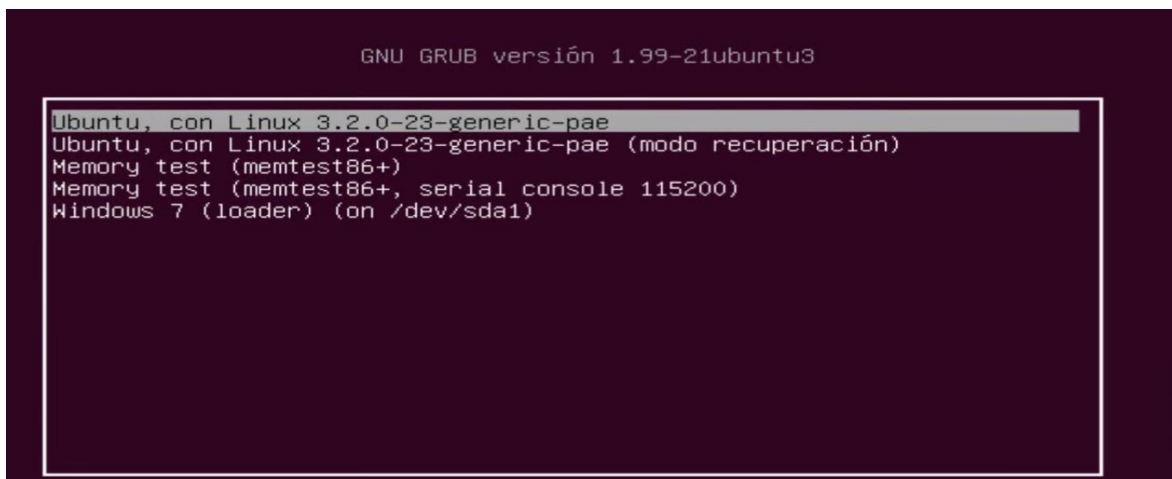 GNU GRUB versión 1.99-21ubuntu3
Ubuntu, con Linux 3.2.0-23-generic-pae
Ubuntu, con Linux 3.2.0-23-generic-pae (modo recuperación)
Memory test (memtest86+)
Memory test (memtest86+, serial console 115200)
Windows 7 (loader) (on /dev/sda1)